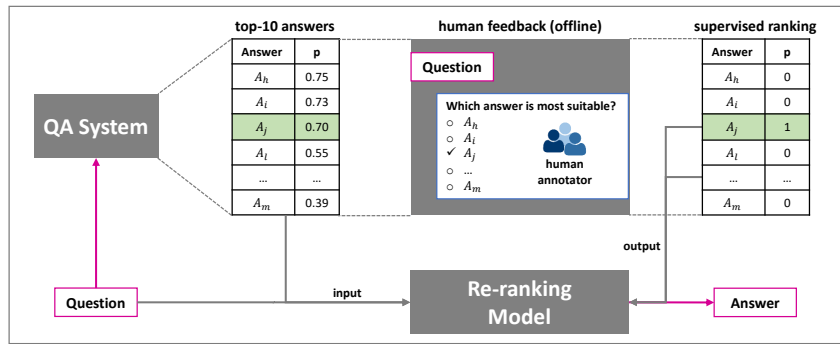 top-10 answers
human feedback (offline)
supervised ranking
Answer p
A_h 0.75
A_i 0.73
A_j 0.70
A_l 0.55
... ...
A_m 0.39
QA System
Question
Which answer is most suitable?
○ A_h
○ A_i
✓ A_j
○ ...
○ A_m
human
annotator
Answer p
A_h 0
A_i 0
A_j 1
A_l 0
... ...
A_m 0
output
Question
input
Re-ranking
Model
Answer